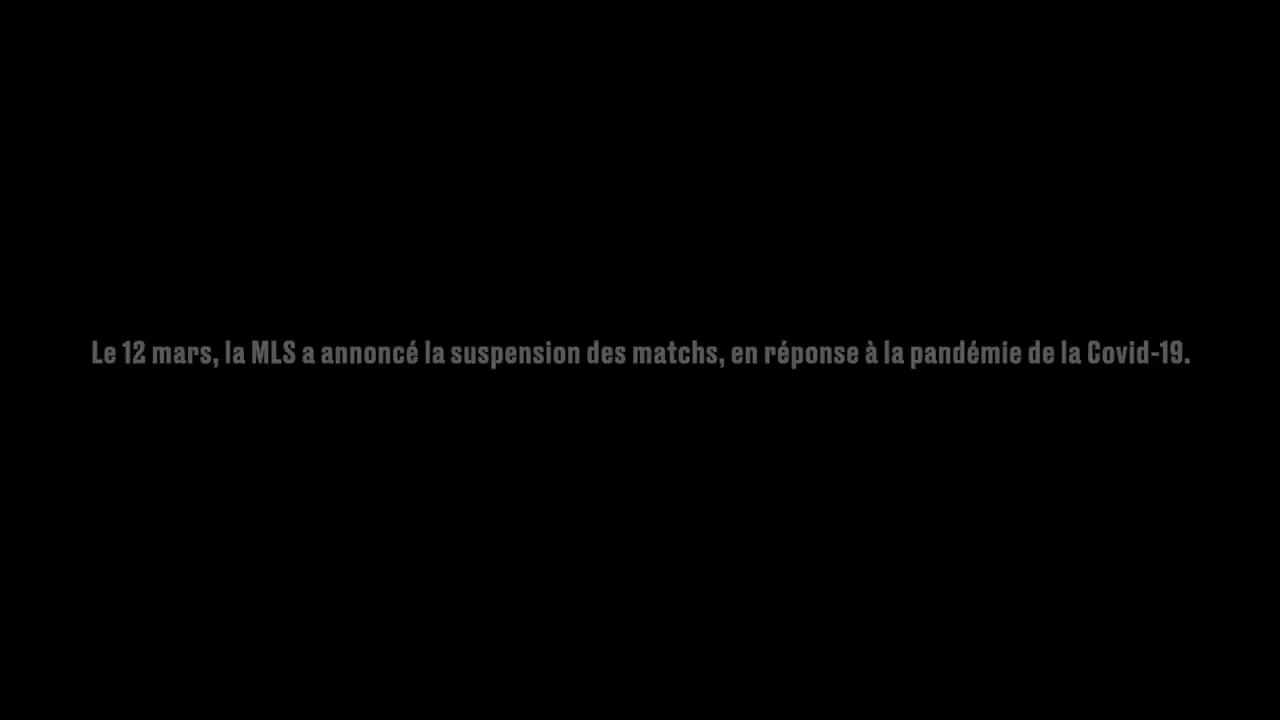 Le 12 mars, la MLS a annoncé la suspension des matchs, en réponse à la pandémie de la Covid-19.